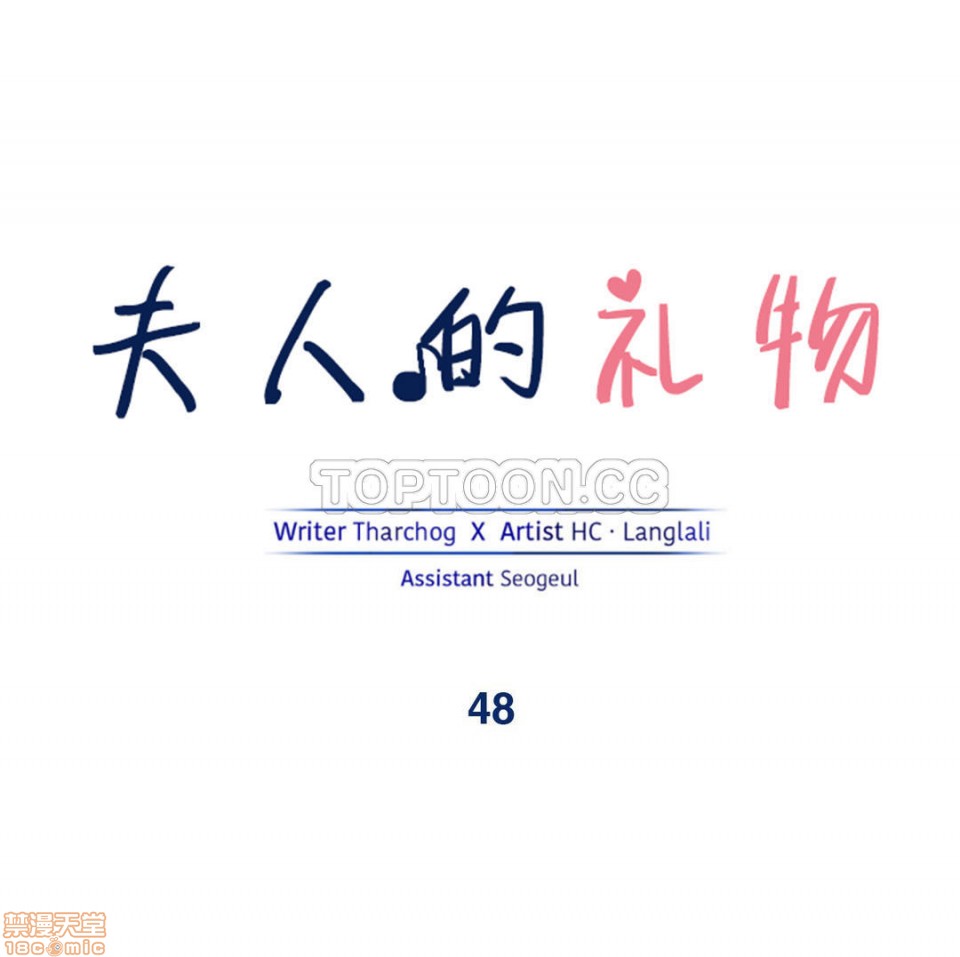 夫人的礼物
TOPTOON.CC
Writer Tharchog X Artist HC · Langlali
Assistant Seogeul
48
禁漫天堂
18comic